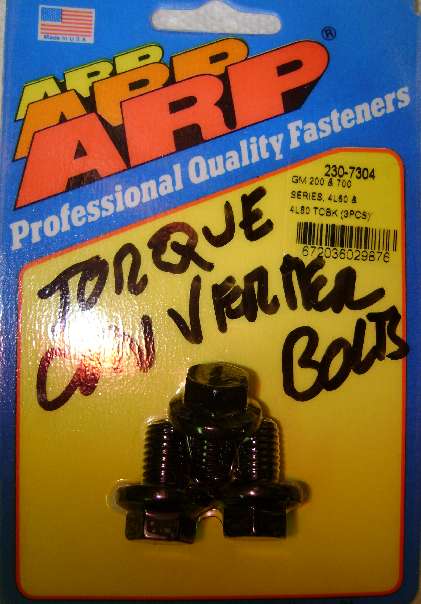 Made in U.S.A.
ARP
ARP
ARP®
Professional Quality Fasteners
230-7304
GM 200 & 700
SERIES, 4L60 &
4L80 TCBK (3PCS)
672036029876
TORQUE
CONVERTER
BOLTS